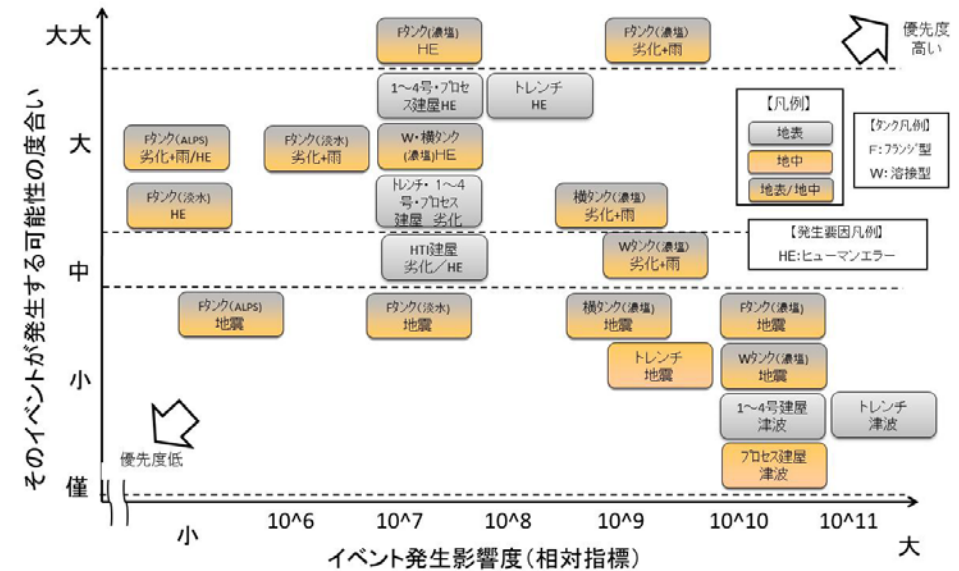 そのイベントが発生する可能性の度合い
大大
Fタンク(濃塩)
HE
Fタンク(濃塩)
劣化+雨
優先度
高い
大
1～4号・プロセ
ス建屋HE
トレンチ
HE
Fタンク(ALPS)
劣化+雨/HE
Fタンク(淡水)
劣化+雨
W・横タンク
(濃塩)HE
Fタンク(淡水)
HE
トレンチ・1～4
号・プロセス
建屋 劣化
横タンク(濃塩)
劣化+雨
【凡例】
地表
地中
地表/地中
【タンク凡例】
F:フランジ型
W:溶接型
【発生要因凡例】
HE:ヒューマンエラー
中
HTI建屋
劣化／HE
Wタンク(濃塩)
劣化+雨
小
Fタンク(ALPS)
地震
Fタンク(淡水)
地震
横タンク(濃塩)
地震
Fタンク(濃塩)
地震
トレンチ
地震
Wタンク(濃塩)
地震
1～4号建屋
津波
トレンチ
津波
プロセス建屋
津波
優先度低
僅
小
10^6
10^7
10^8
10^9
10^10
10^11
大
イベント発生影響度(相対指標)